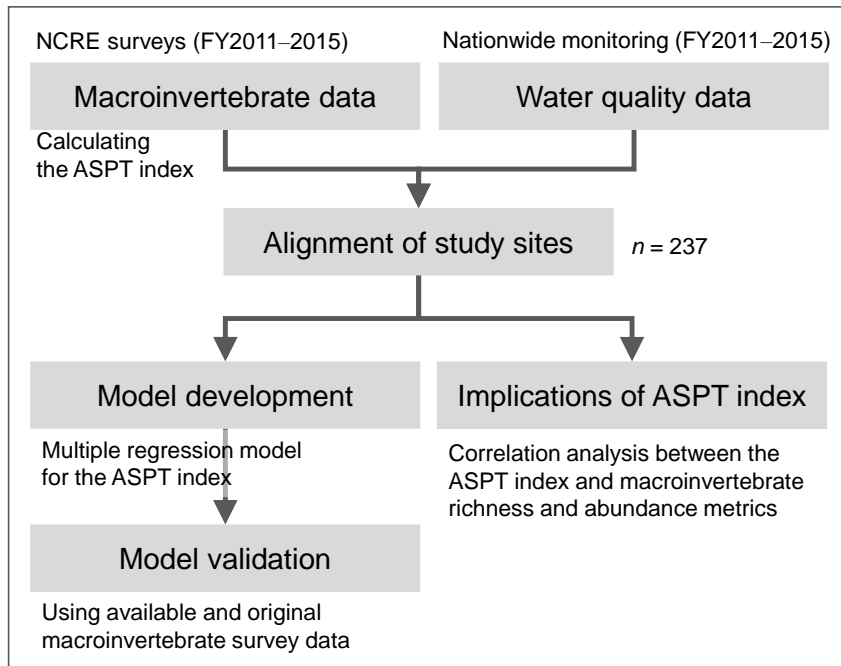 NCRE surveys (FY2011–2015)
Nationwide monitoring (FY2011–2015)
Macroinvertebrate data
Water quality data
Calculating
the ASPT index
Alignment of study sites
n = 237
Model development
Implications of ASPT index
Multiple regression model
for the ASPT index
Correlation analysis between the
ASPT index and macroinvertebrate
richness and abundance metrics
Model validation
Using available and original
macroinvertebrate survey data